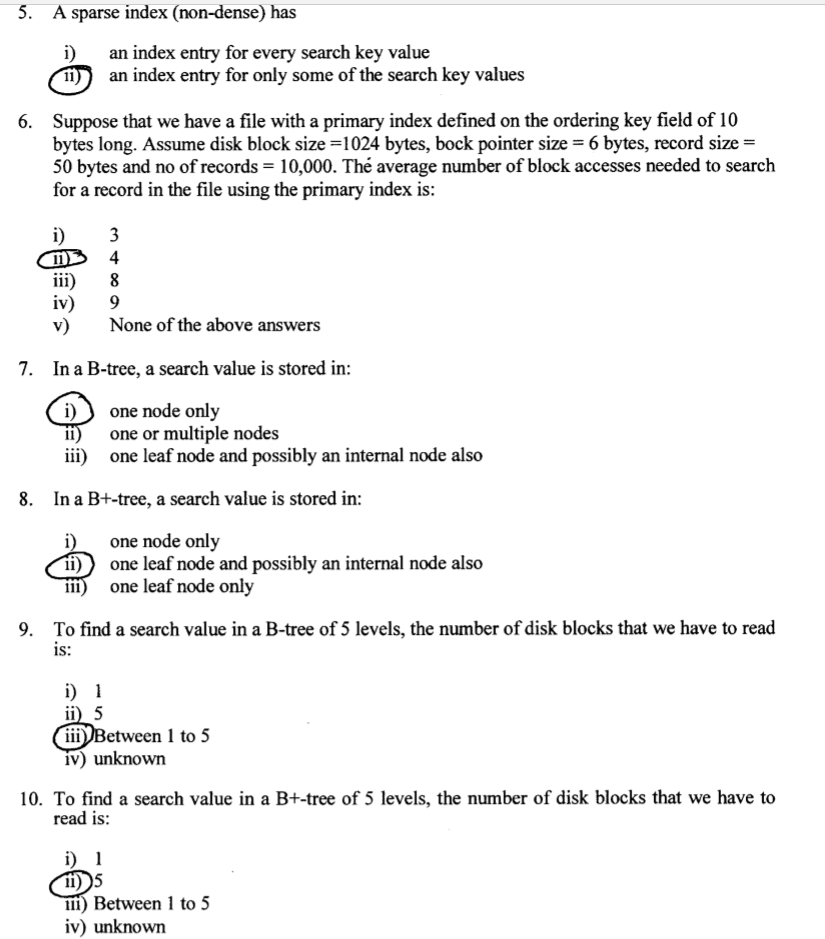 5. A sparse index (non-dense) has
i) an index entry for every search key value
ii) an index entry for only some of the search key values
6. Suppose that we have a file with a primary index defined on the ordering key field of 10
bytes long. Assume disk block size =1024 bytes, bock pointer size = 6 bytes, record size =
50 bytes and no of records = 10,000. Thé average number of block accesses needed to search
for a record in the file using the primary index is:
i) 3
ii) 4
iii) 8
iv) 9
v) None of the above answers
7. In a B-tree, a search value is stored in:
i) one node only
ii) one or multiple nodes
iii) one leaf node and possibly an internal node also
8. In a B+-tree, a search value is stored in:
i) one node only
ii) one leaf node and possibly an internal node also
iii) one leaf node only
9. To find a search value in a B-tree of 5 levels, the number of disk blocks that we have to read
is:
i) 1
ii) 5
iii) Between 1 to 5
iv) unknown
10. To find a search value in a B+-tree of 5 levels, the number of disk blocks that we have to
read is:
i) 1
ii) 5
iii) Between 1 to 5
iv) unknown